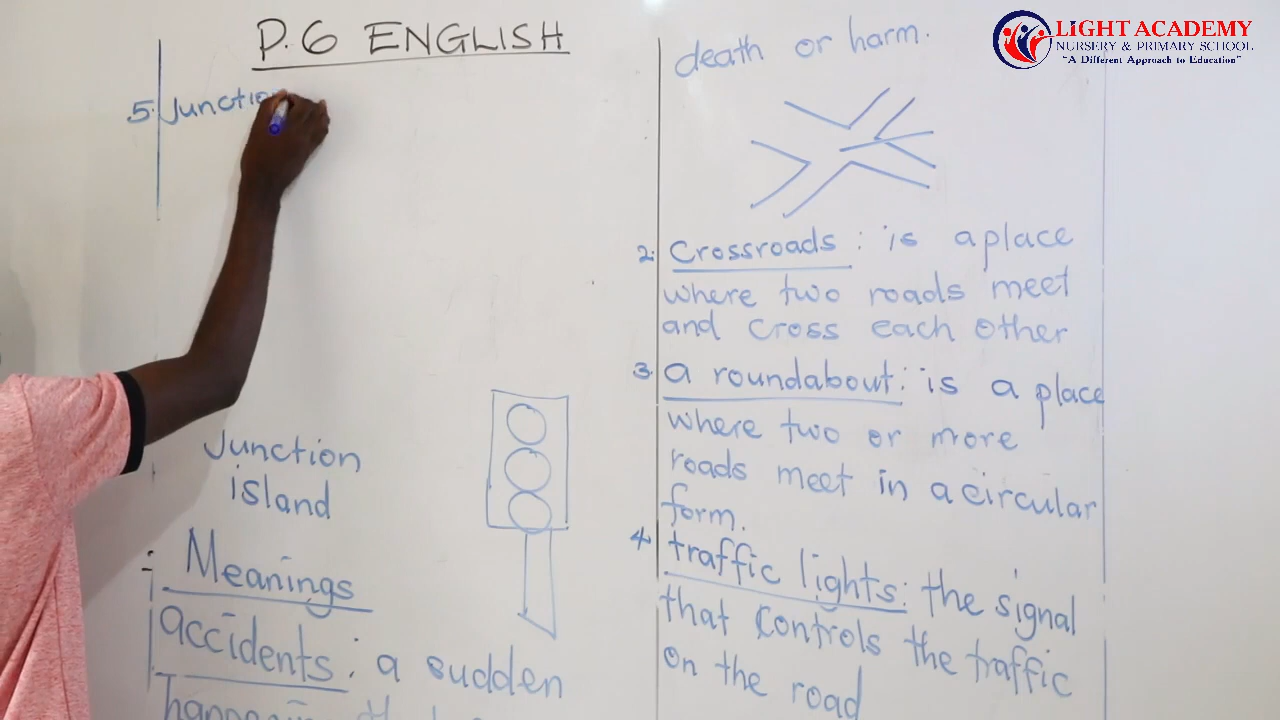 P.6 ENGLISH
5. Junction
Junction
island
Meanings
accidents: a sudden
death or harm.
2. Crossroads: is a place
where two roads meet
and cross each other
3. a roundabout: is a place
where two or more
roads meet in a circular
form.
4. traffic lights: the signal
that controls the traffic
on the road
LIGHT ACADEMY
NURSERY & PRIMARY SCHOOL
"A Different Approach to Education"